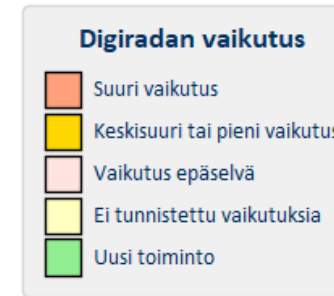 Digiradan vaikutus
Suuri vaikutus
Keskisuuri tai pieni vaikutus
Vaikutus epäselvä
Ei tunnistettu vaikutuksia
Uusi toiminto